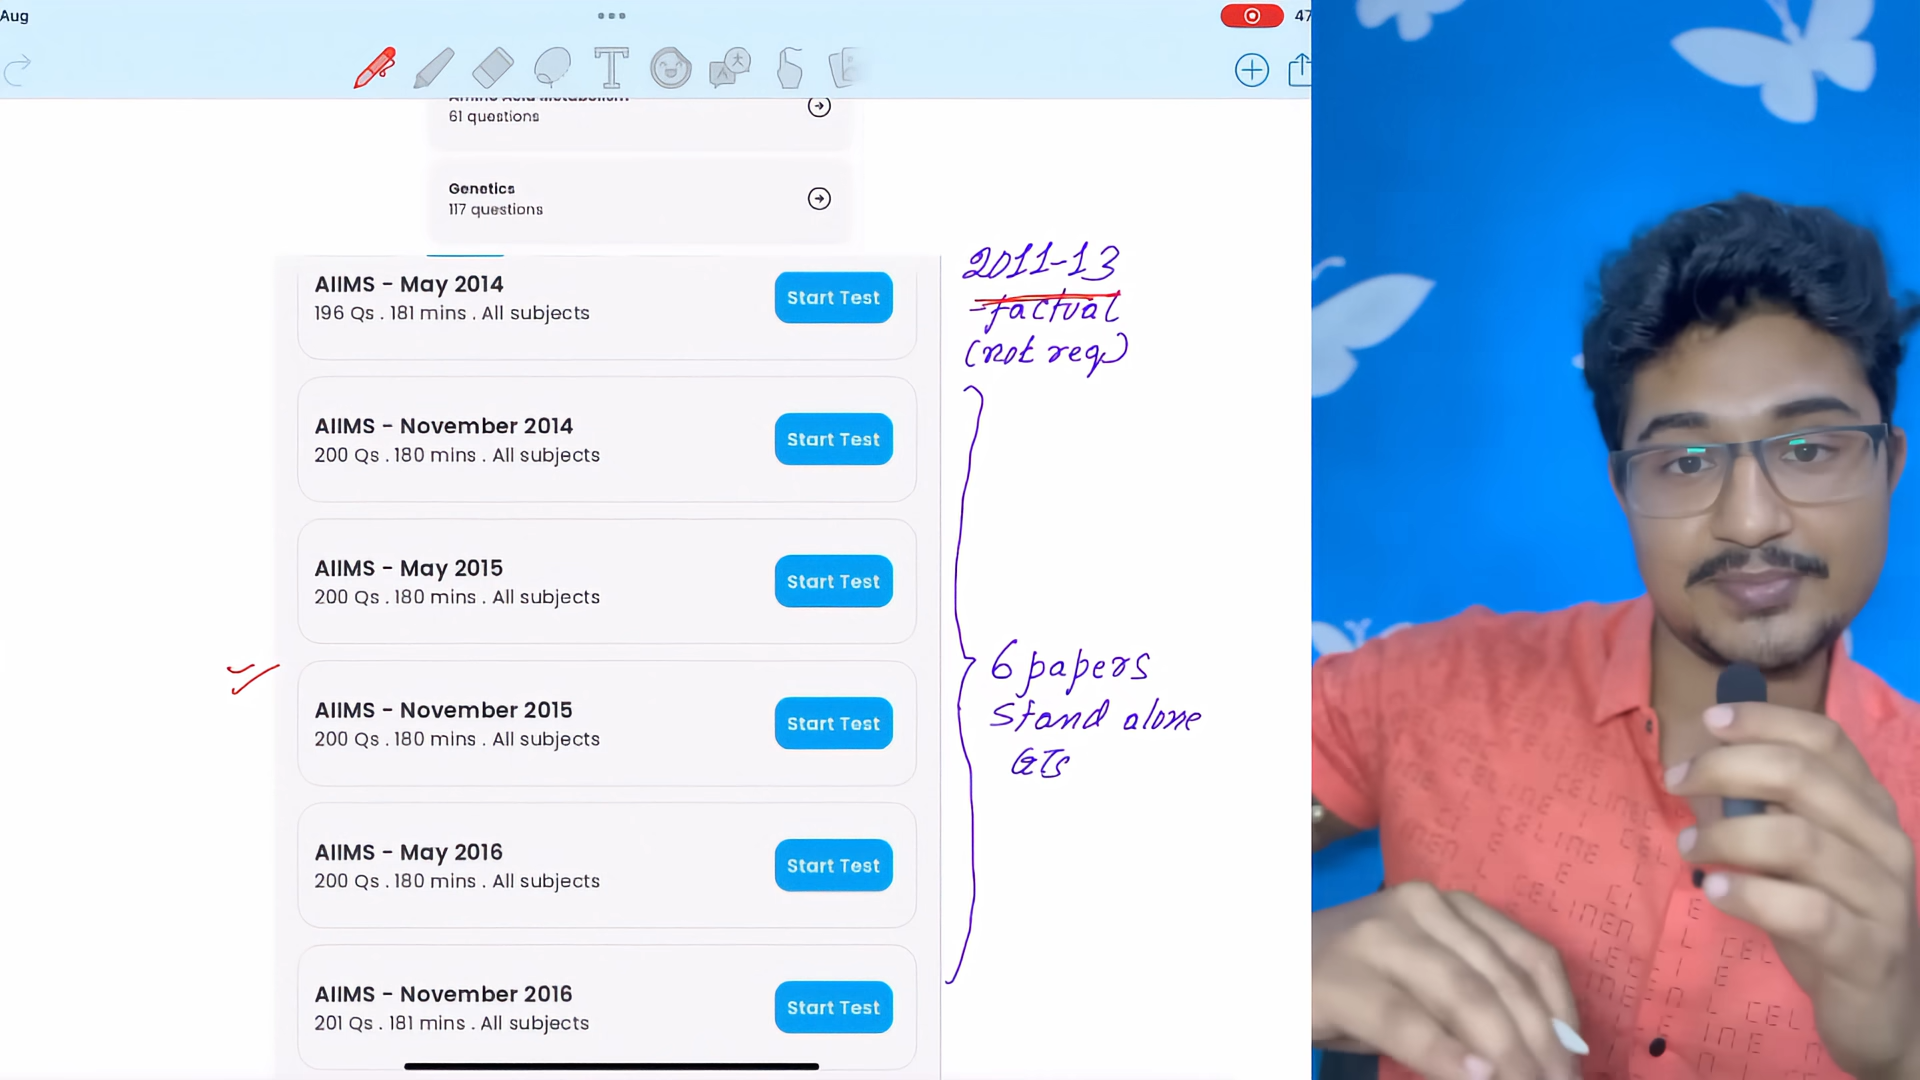 Aug
47
Amino Acid Metabolism
61 questions
Genetics
117 questions
AIIMS - May 2014
196 Qs . 181 mins . All subjects
Start Test
AIIMS - November 2014
200 Qs . 180 mins . All subjects
Start Test
AIIMS - May 2015
200 Qs . 180 mins . All subjects
Start Test
AIIMS - November 2015
200 Qs . 180 mins . All subjects
Start Test
AIIMS - May 2016
200 Qs . 180 mins . All subjects
Start Test
AIIMS - November 2016
201 Qs . 181 mins . All subjects
Start Test
2011-13
-factual
(not req)
6 papers
Stand alone
GTs